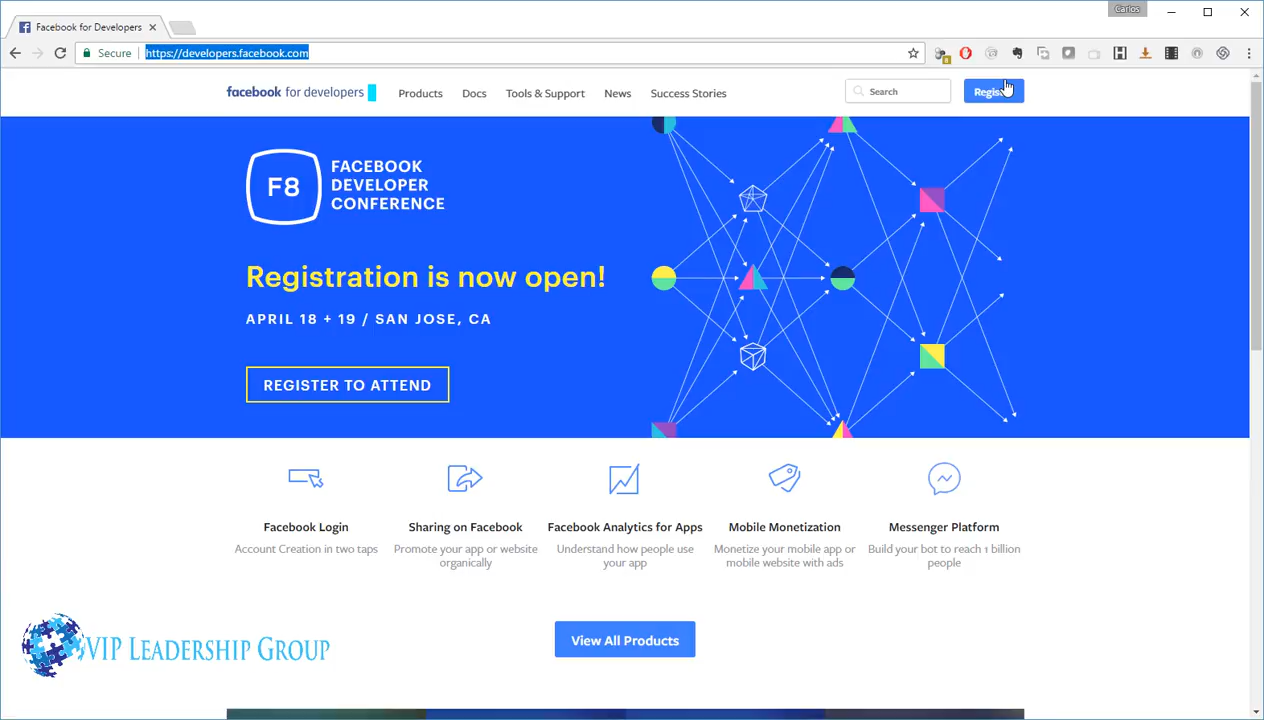 Carlos
Facebook for Developers
Secure
https://developers.facebook.com
facebook for developers
Products
Docs
Tools & Support
News
Success Stories
Search
F8
FACEBOOK
DEVELOPER
CONFERENCE
Registration is now open!
APRIL 18 + 19 / SAN JOSE, CA
REGISTER TO ATTEND
Facebook Login
Account Creation in two taps
Sharing on Facebook
Promote your app or website
organically
Facebook Analytics for Apps
Understand how people use
your app
Mobile Monetization
Monetize your mobile app or
mobile website with ads
Messenger Platform
Build your bot to reach 1 billion
people
VIP LEADERSHIP GROUP
View All Products